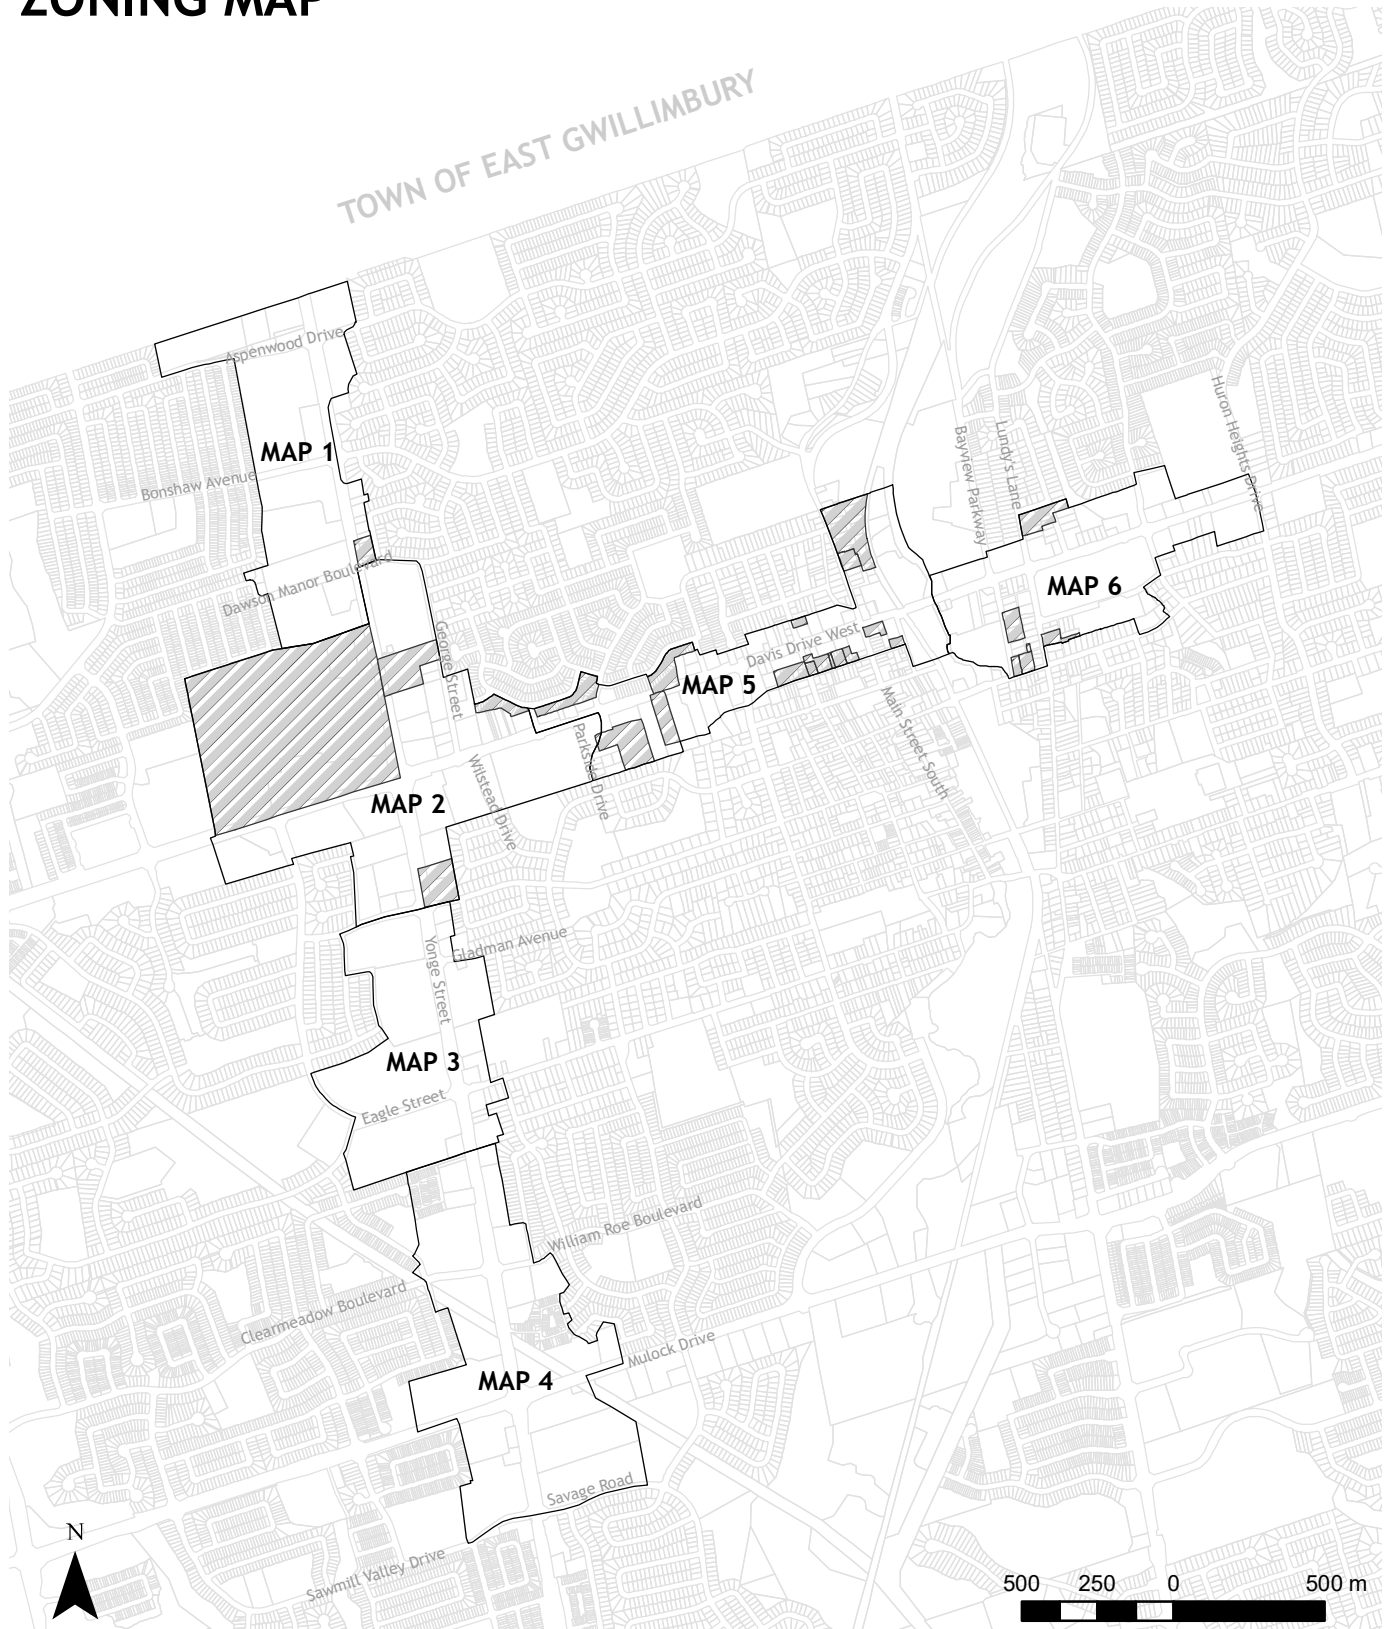 ZONING MAP
TOWN OF EAST GWILLIMBURY
Aspenwood Drive
MAP 1
Bonshaw Avenue
Huron Heights Drive
Lundy's Lane
Bayview Parkway
Dawson Manor Boulevard
MAP 6
George Street
Davis Drive West
MAP 5
Main Street South
Parkside Drive
Wilstead Drive
MAP 2
Gladman Avenue
Yonge Street
MAP 3
Eagle Street
William Roe Boulevard
Clearmeadow Boulevard
Mulock Drive
MAP 4
Savage Road
N
Sawmill Valley Drive
500 250 0 500 m